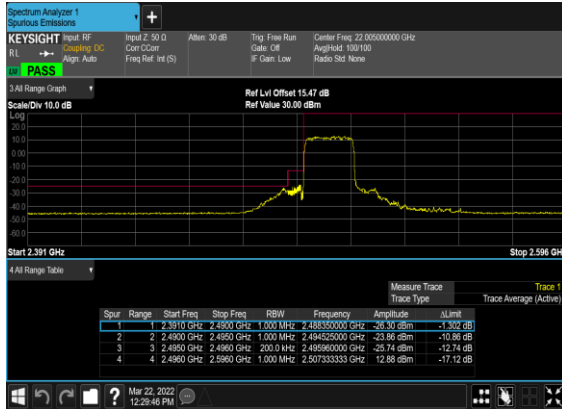 Spectrum Analyzer 1
Spurious Emissions
KEYSIGHT Input: RF Input Z: 50 Ω Atten: 30 dB Trig: Free Run Center Freq: 22.005000000 GHz
RL Coupling: DC Corr CCorr Gate: Off Avg|Hold: 100/100
Align: Auto Freq Ref: Int (S) IF Gain: Low Radio Std: None
PASS
3 All Range Graph Ref Lvl Offset 15.47 dB
Scale/Div 10.0 dB Ref Value 30.00 dBm
Log
20.0
10.0
0.00
-10.0
-20.0
-30.0
-40.0
-50.0
-60.0
Start 2.391 GHz Stop 2.596 GH
4 All Range Table
Measure Trace Trace 1
Trace Type Trace Average (Active)
Spur Range Start Freq Stop Freq RBW Frequency Amplitude ΔLimit
1 1 2.3910 GHz 2.4900 GHz 1.000 MHz 2.488350000 GHz -26.30 dBm -1.302 dB
2 2 2.4900 GHz 2.4950 GHz 1.000 MHz 2.494525000 GHz -23.86 dBm -10.86 dB
3 3 2.4950 GHz 2.4960 GHz 200.0 kHz 2.495960000 GHz -25.74 dBm -12.74 dB
4 4 2.4960 GHz 2.5960 GHz 1.000 MHz 2.507333333 GHz 12.88 dBm -17.12 dB
? Mar 22, 2022
12:29:46 PM